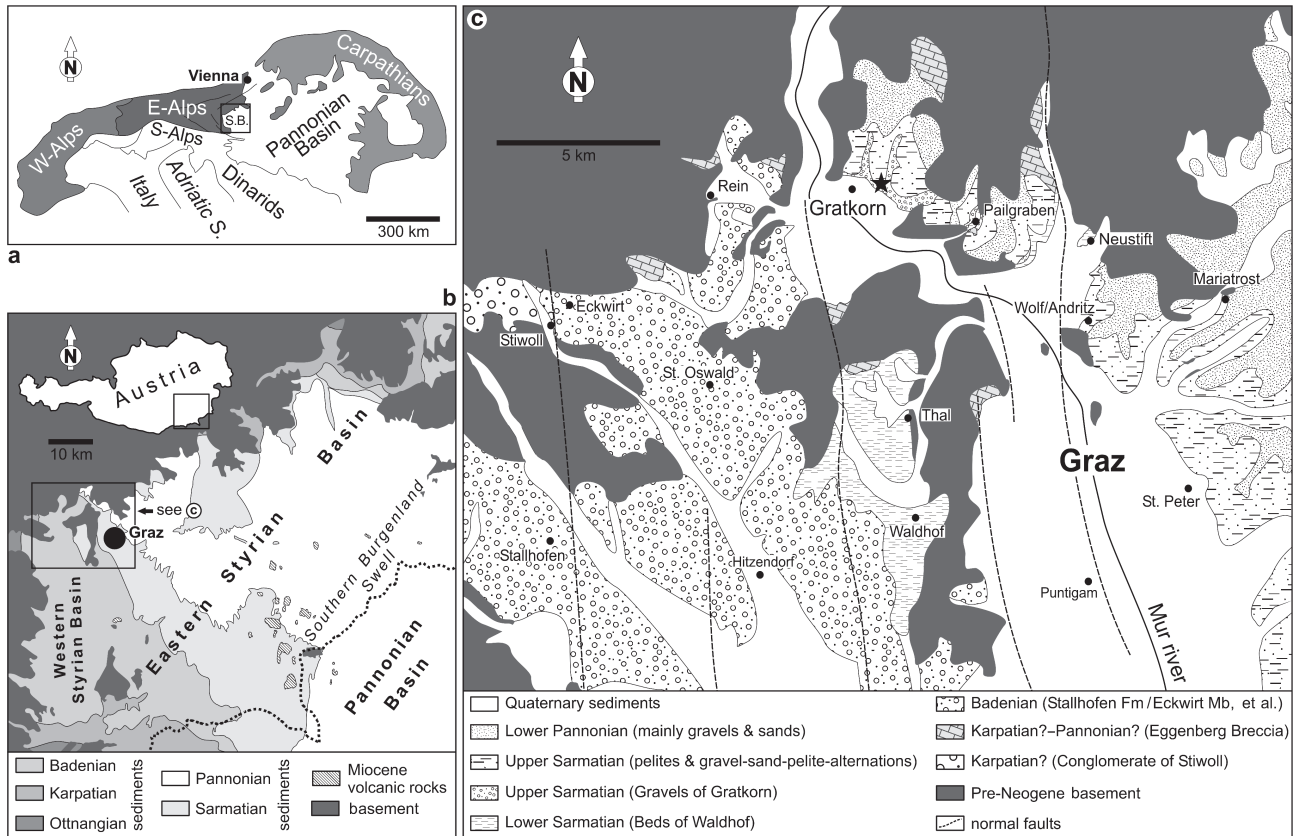 N
Vienna
Carpathians
E-Alps
S.B.
W-Alps
S-Alps
Pannonian
Basin
Italy
Adriatic S.
Dinarids
300 km
a
b
N
Austria
10 km
see c
Graz
Basin
Styrian
Eastern
Western
Styrian Basin
Southern Burgenland
Swell
Pannonian
Basin
Badenian
Karpatian
Ottnangian
sediments
Pannonian
Sarmatian
sediments
Miocene
volcanic rocks
basement
c
N
5 km
Rein
Gratkorn
Pailgraben
Neustift
Mariatrost
Eckwirt
Wolf/Andritz
Stiwoll
St. Oswald
Thal
Graz
St. Peter
Waldhof
Stallhofen
Hitzendorf
Puntigam
Mur river
Quaternary sediments
Lower Pannonian (mainly gravels & sands)
Upper Sarmatian (pelites & gravel-sand-pelite-alternations)
Upper Sarmatian (Gravels of Gratkorn)
Lower Sarmatian (Beds of Waldhof)
Badenian (Stallhofen Fm/Eckwirt Mb, et al.)
Karpatian?–Pannonian? (Eggenberg Breccia)
Karpatian? (Conglomerate of Stiwoll)
Pre-Neogene basement
normal faults